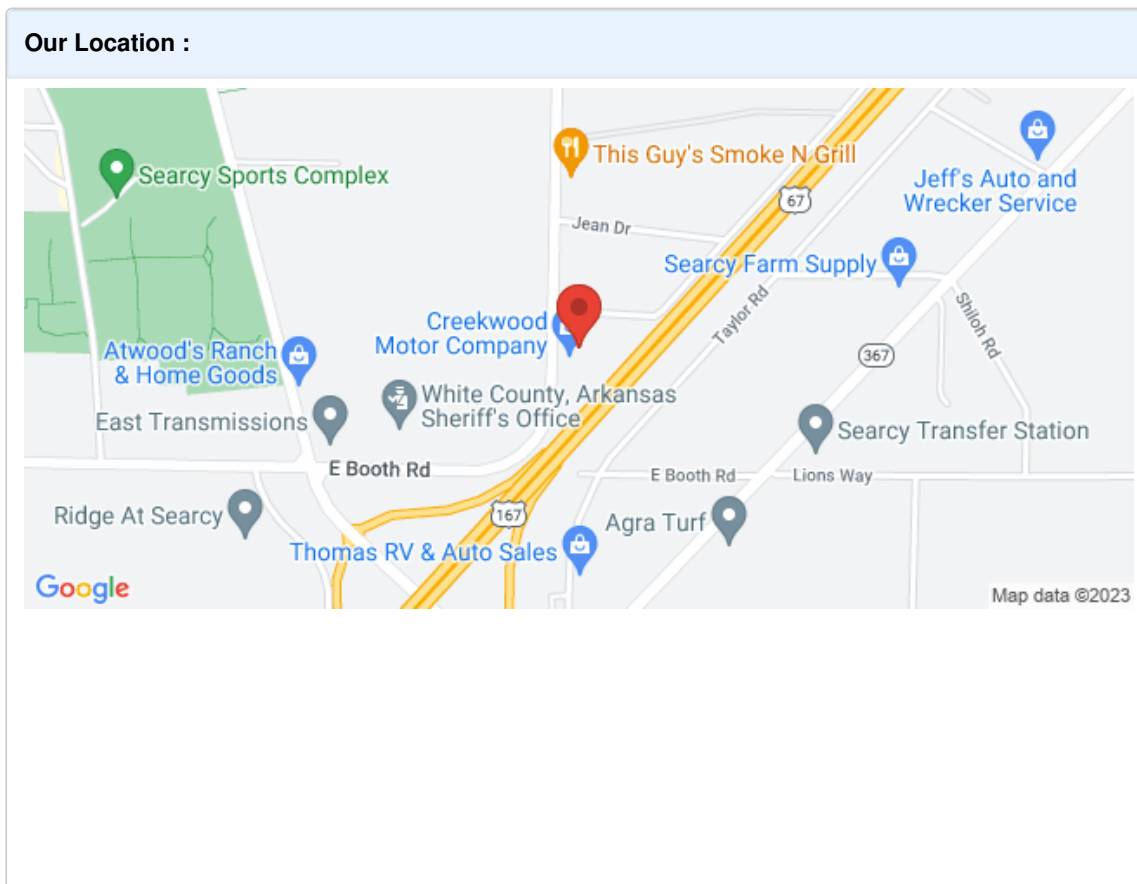 Our Location :
This Guy's Smoke N Grill
Searcy Sports Complex
67
Jeff's Auto and
Wrecker Service
Jean Dr
Searcy Farm Supply
Taylor Rd
Shiloh Rd
Creekwood
Motor Company
Atwood's Ranch
& Home Goods
367
White County, Arkansas
Sheriff's Office
East Transmissions
Searcy Transfer Station
E Booth Rd
E Booth Rd
Lions Way
Ridge At Searcy
167
Agra Turf
Thomas RV & Auto Sales
Google
Map data ©2023